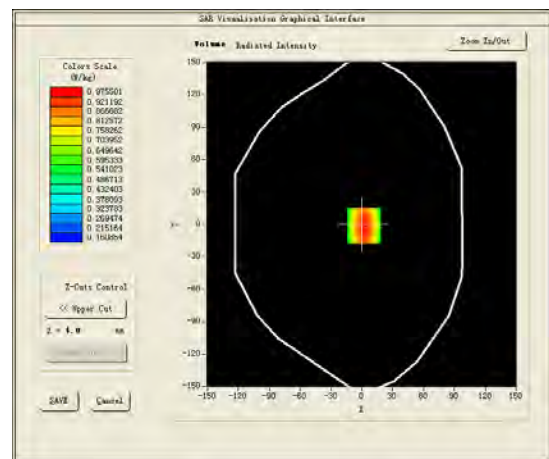 SAR Visualisation Graphical Interface
Volume Radiated Intensity
Zoom In/Out
Colors Scale
(W/kg)
0.975501
0.921192
0.866882
0.812572
0.758262
0.703952
0.649642
0.595333
0.541023
0.486713
0.432403
0.378093
0.323783
0.269474
0.215164
0.160854
150-
120-
90-
60-
30-
Y- 0-
-30-
-60-
-90-
-120-
-150-
-150 -120 -90 -60 -30 0 30 60 90 120 150
X
Z-Cuts Control
<< Upper Cut
Z = 4.0 mm
SAVE Cancel